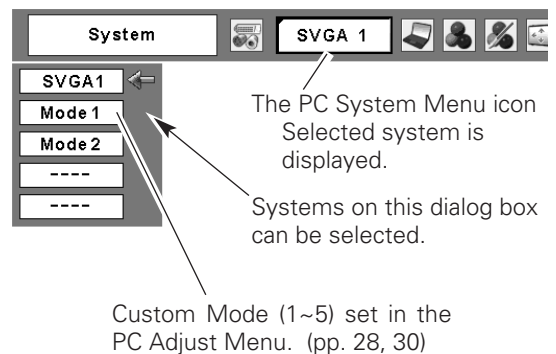 System
SVGA 1
SVGA1
Mode 1
Mode 2
----
----
The PC System Menu icon
Selected system is
displayed.
Systems on this dialog box
can be selected.
Custom Mode (1~5) set in the
PC Adjust Menu. (pp. 28, 30)